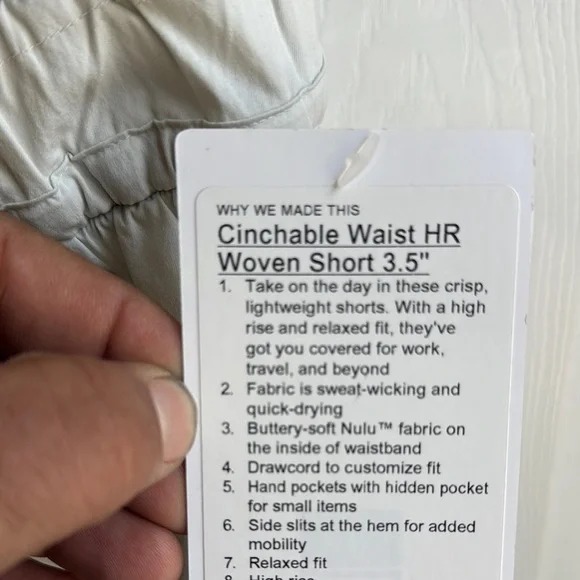 WHY WE MADE THIS
Cinchable Waist HR
Woven Short 3.5"
1. Take on the day in these crisp,
lightweight shorts. With a high
rise and relaxed fit, they've
got you covered for work,
travel, and beyond
2. Fabric is sweat-wicking and
quick-drying
3. Buttery-soft Nulu™ fabric on
the inside of waistband
4. Drawcord to customize fit
5. Hand pockets with hidden pocket
for small items
6. Side slits at the hem for added
mobility
7. Relaxed fit
8. High rise